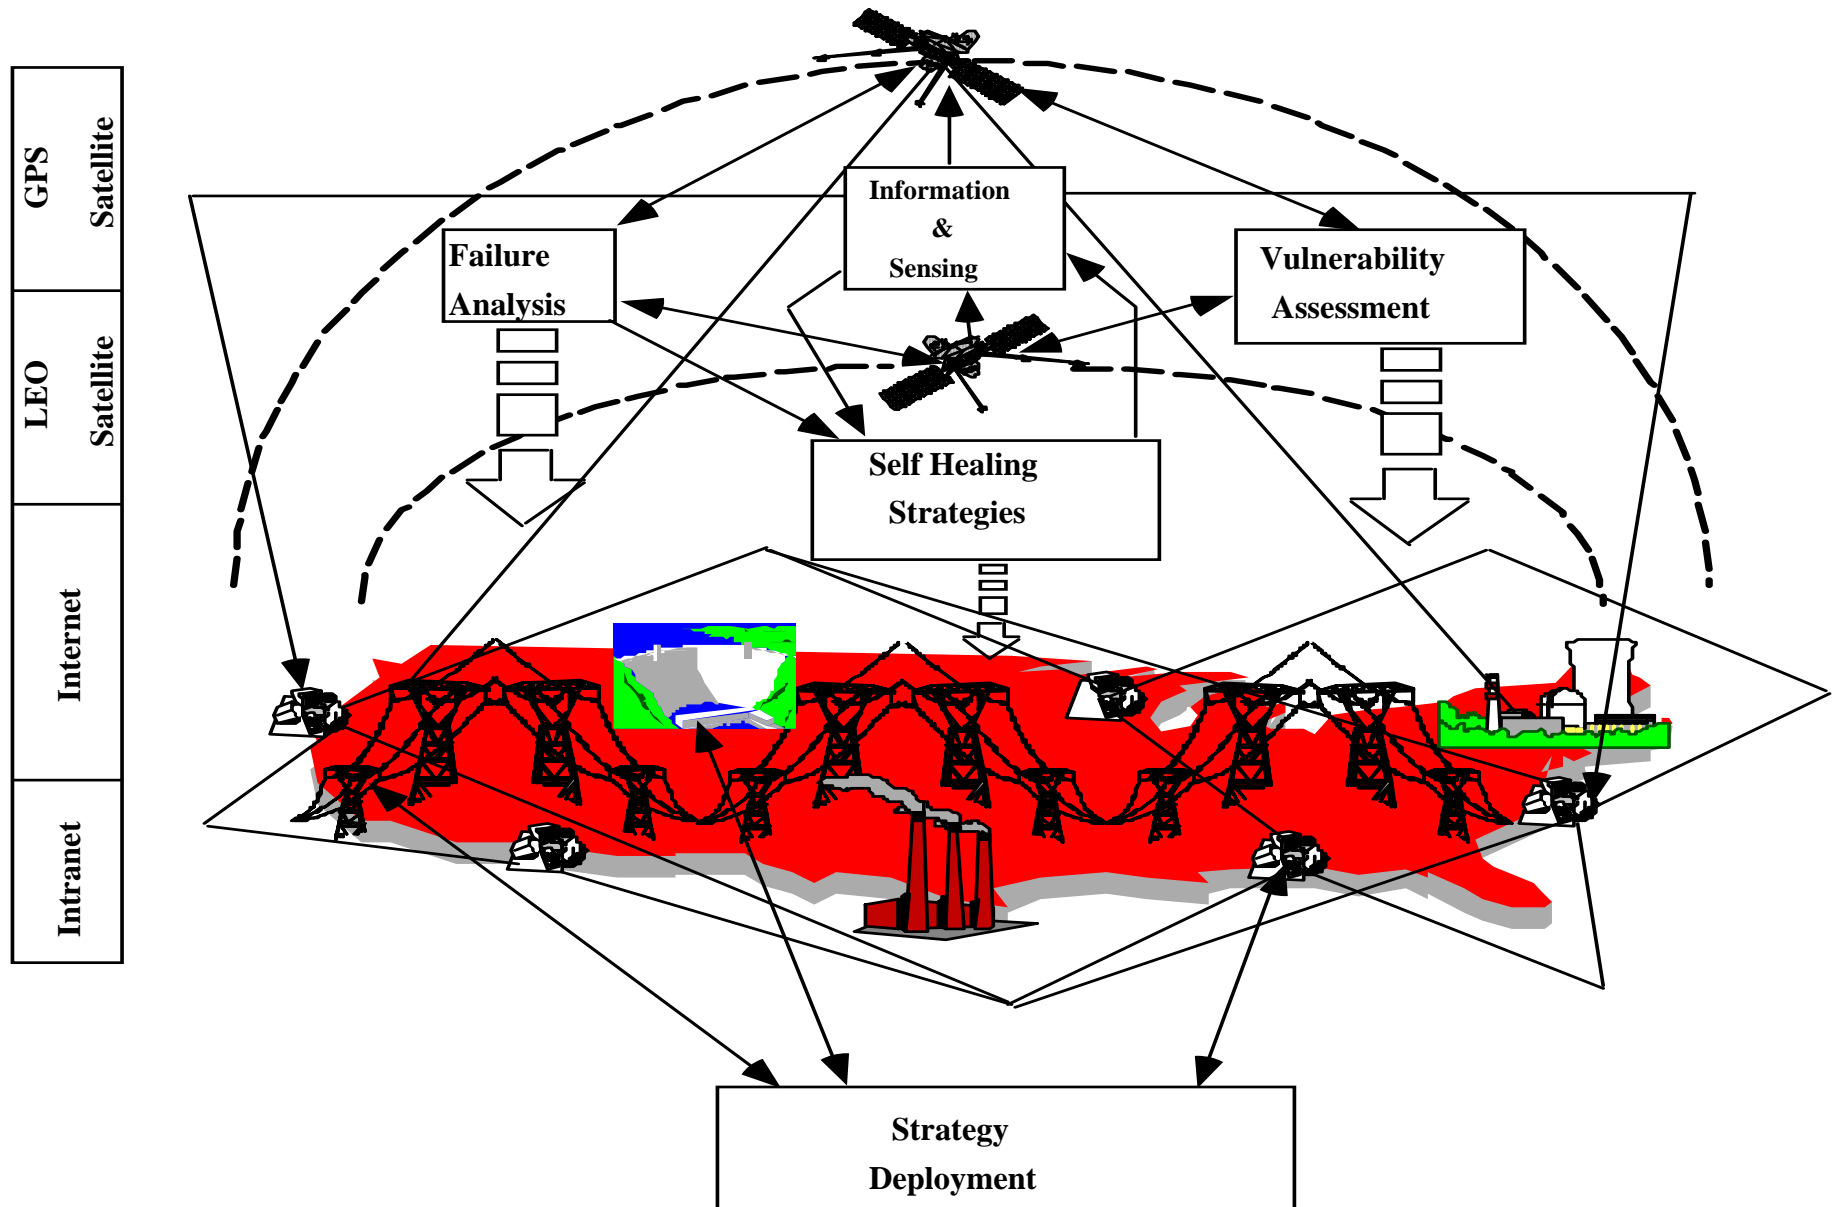 GPS
Satellite
LEO
Satellite
Internet
Intranet
Information
&
Sensing
Failure
Analysis
Vulnerability
Assessment
Self Healing
Strategies
Strategy
Deployment